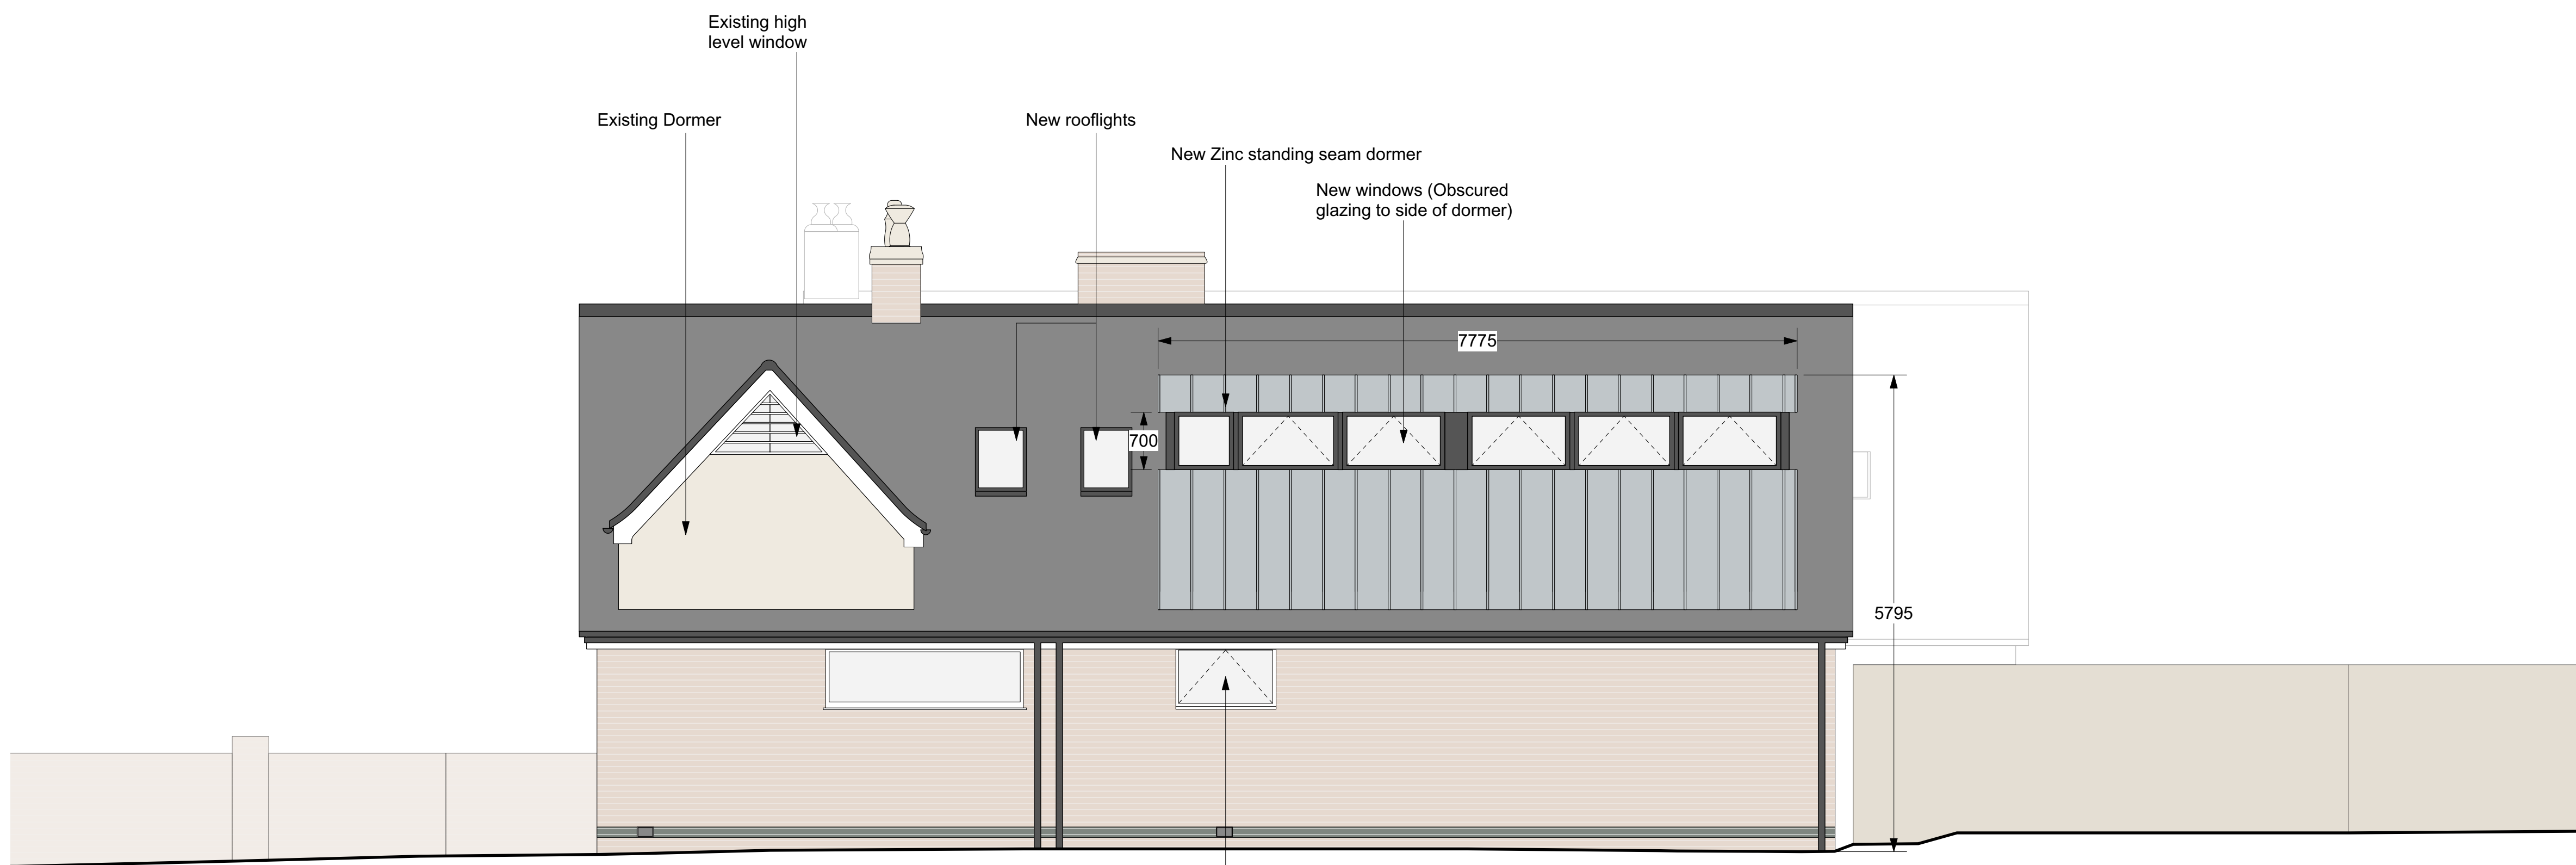 Existing high
level window
Existing Dormer
New rooflights
New Zinc standing seam dormer
New windows (Obscured
glazing to side of dormer)
7775
700
5795